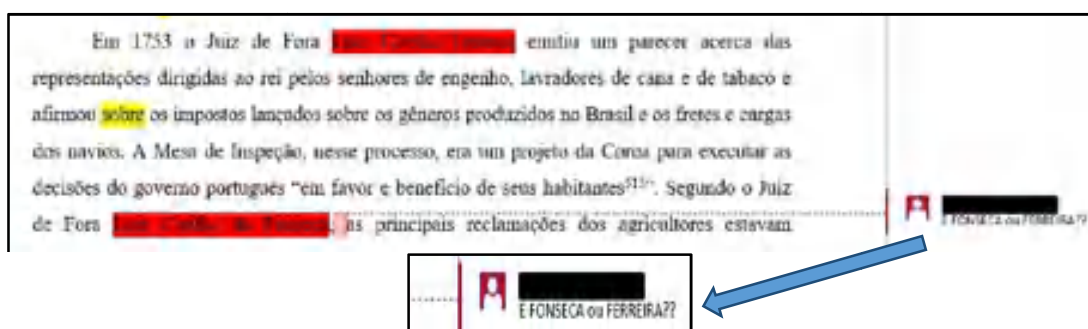 Em 1753 o Juiz de Fora emitiu um parecer acerca das
representações dirigidas ao rei pelos senhores de engenho, lavradores de cana e de tabaco e
afirmou sobre os impostos lançados sobre os gêneros produzidos no Brasil e os fretes e cargas
dos navios. A Mesa de Inspeção, nesse processo, era um projeto da Coroa para executar as
decisões do governo português “em favor e benefício de seus habitantes”. Segundo o Juiz
de Fora , as principais reclamações dos agricultores estavam
É FONSECA ou FERREIRA??
É FONSECA ou FERREIRA??